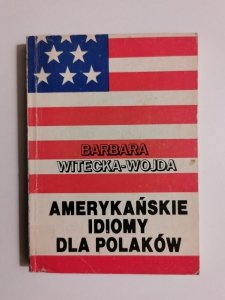 BARBARA
WITECKA-WOJDA
AMERYKAŃSKIE
IDIOMY
DLA POLAKÓW